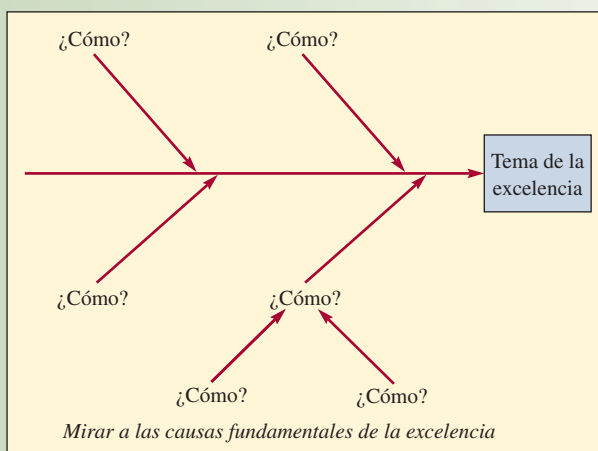 ¿Cómo?
¿Cómo?
Tema de la
excelencia
¿Cómo?
¿Cómo?
¿Cómo?
¿Cómo?
Mirar a las causas fundamentales de la excelencia